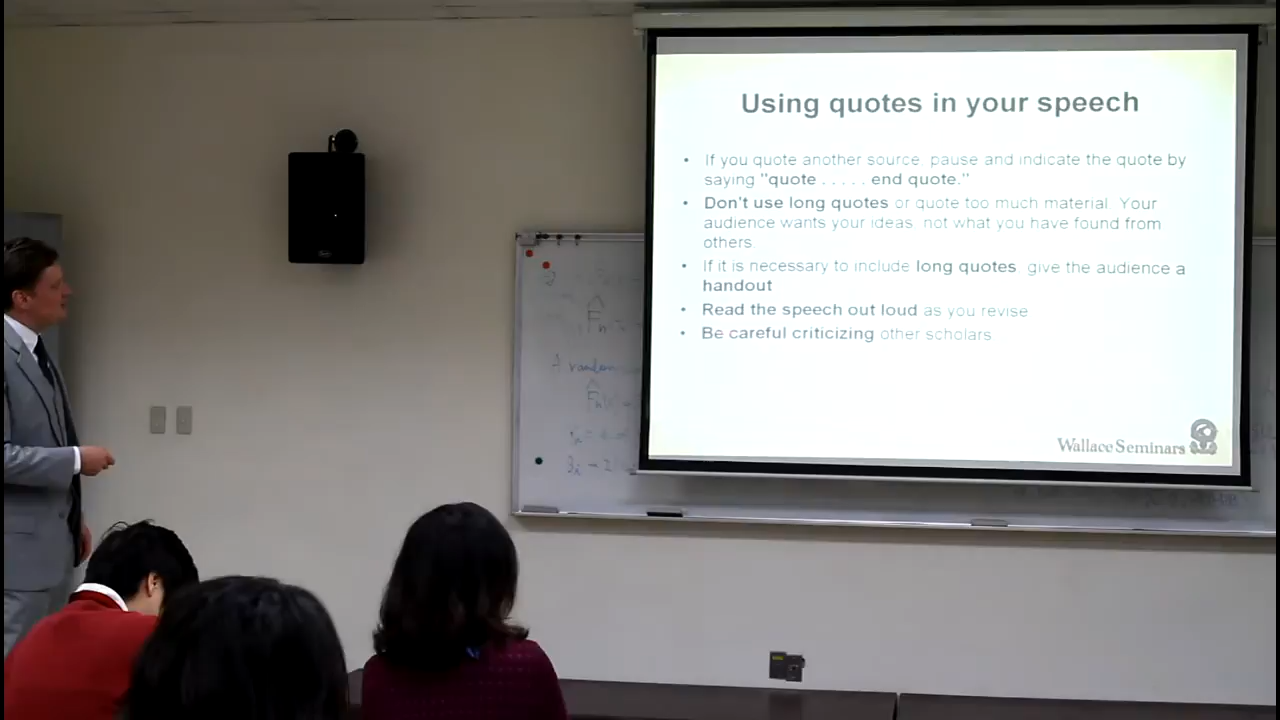 Using quotes in your speech
• If you quote another source, pause and indicate the quote by
saying "quote . . . . . end quote."
• Don't use long quotes or quote too much material. Your
audience wants your ideas, not what you have found from
others.
• If it is necessary to include long quotes, give the audience a
handout
• Read the speech out loud as you revise
• Be careful criticizing other scholars
Wallace Seminars
A random